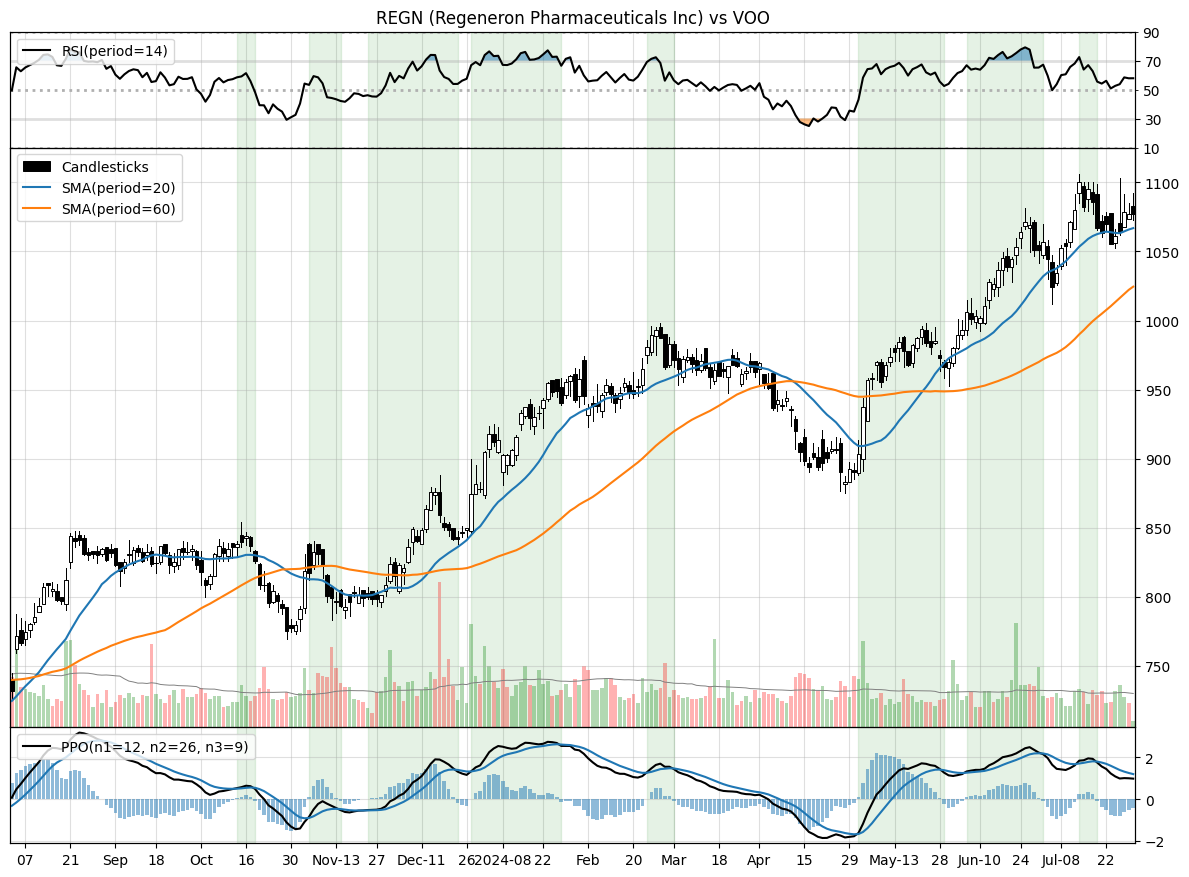 REGN (Regeneron Pharmaceuticals Inc) vs VOO
RSI(period=14)
90
70
50
30
10
Candlesticks
SMA(period=20)
SMA(period=60)
1100
1050
1000
950
900
850
800
750
PPO(n1=12, n2=26, n3=9)
2
0
−2
07 21 Sep 18 Oct 16 30 Nov-13 27 Dec-11 26 2024-08 22 Feb 20 Mar 18 Apr 15 29 May-13 28 Jun-10 24 Jul-08 22